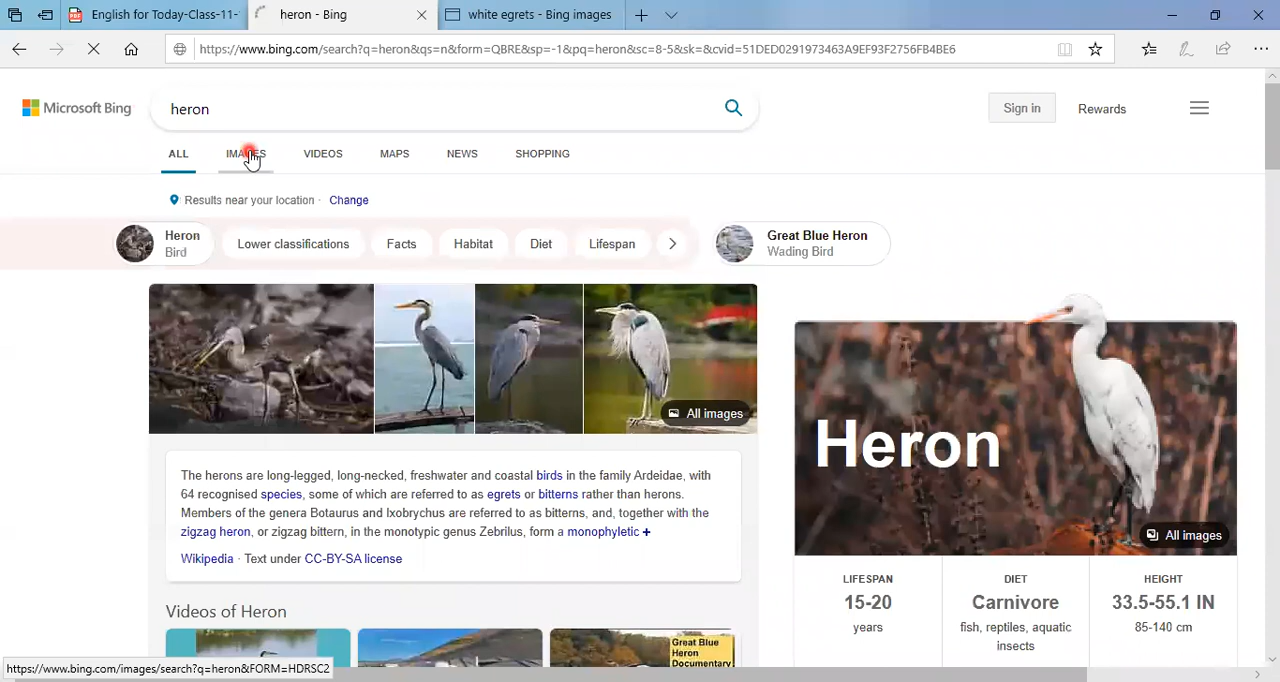 English for Today-Class-11-
heron - Bing
white egrets - Bing images
https://www.bing.com/search?q=heron&qs=n&form=QBRE&sp=-1&pq=heron&sc=8-5&sk=&cvid=51DED0291973463A9EF93F2756FB4BE6
Microsoft Bing
heron
Sign in
Rewards
ALL
IMAGES
VIDEOS
MAPS
NEWS
SHOPPING
Results near your location · Change
Heron
Bird
Lower classifications
Facts
Habitat
Diet
Lifespan
Great Blue Heron
Wading Bird
All images
Heron
All images
The herons are long-legged, long-necked, freshwater and coastal birds in the family Ardeidae, with
64 recognised species, some of which are referred to as egrets or bitterns rather than herons.
Members of the genera Botaurus and Ixobrychus are referred to as bitterns, and, together with the
zigzag heron, or zigzag bittern, in the monotypic genus Zebrilus, form a monophyletic +
Wikipedia · Text under CC-BY-SA license
LIFESPAN
15-20
years
DIET
Carnivore
fish, reptiles, aquatic
insects
HEIGHT
33.5-55.1 IN
85-140 cm
Videos of Heron
Great Blue
Heron
Documentary
https://www.bing.com/images/search?q=heron&FORM=HDRSC2